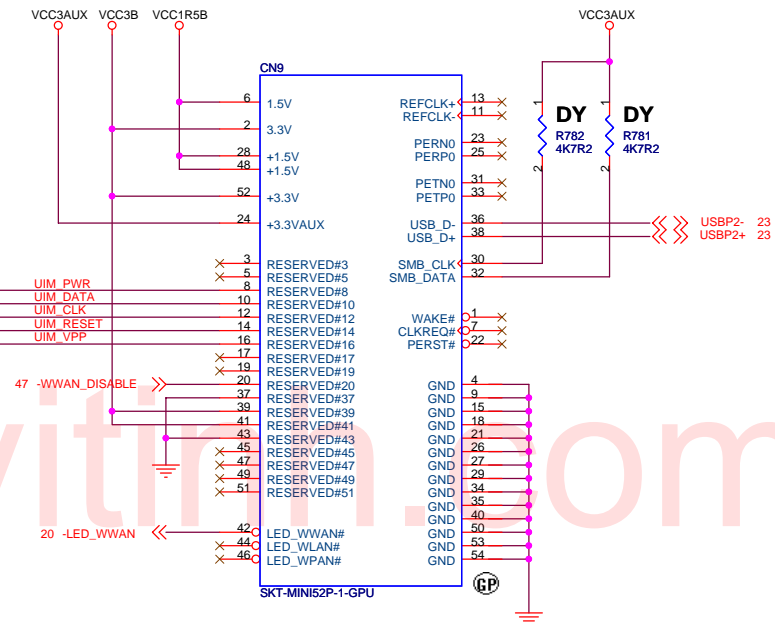 VCC3AUX VCC3B VCC1R5B VCC3AUX
CN9
6 1.5V REFCLK+ 13
REFCLK- 11
2 3.3V
1 DY 1 DY
R782 R781
4K7R2 4K7R2
2 2
PERN0 23
28 +1.5V PERP0 25
48 +1.5V
PETN0 31
52 +3.3V PETP0 33
24 +3.3VAUX USB_D- 36 USBP2- 23
USB_D+ 38 USBP2+ 23
3 RESERVED#3 SMB_CLK 30
5 RESERVED#5 SMB_DATA 32
UIM_PWR 8 RESERVED#8
UIM_DATA 10 RESERVED#10
UIM_CLK 12 RESERVED#12 WAKE# 1
UIM_RESET 14 RESERVED#14 CLKREQ# 7
UIM_VPP 16 RESERVED#16 PERST# 22
17 RESERVED#17
19 RESERVED#19
47 -WWAN_DISABLE 20 RESERVED#20 GND 4
37 RESERVED#37 GND 9
39 RESERVED#39 GND 15
41 RESERVED#41 GND 18
43 RESERVED#43 GND 21
45 RESERVED#45 GND 26
47 RESERVED#47 GND 27
49 RESERVED#49 GND 29
51 RESERVED#51 GND 34
GND 35
GND 40
20 -LED_WWAN 42 LED_WWAN# GND 50
44 LED_WLAN# GND 53
46 LED_WPAN# GND 54
SKT-MINI52P-1-GPU
GP
vitinh.com